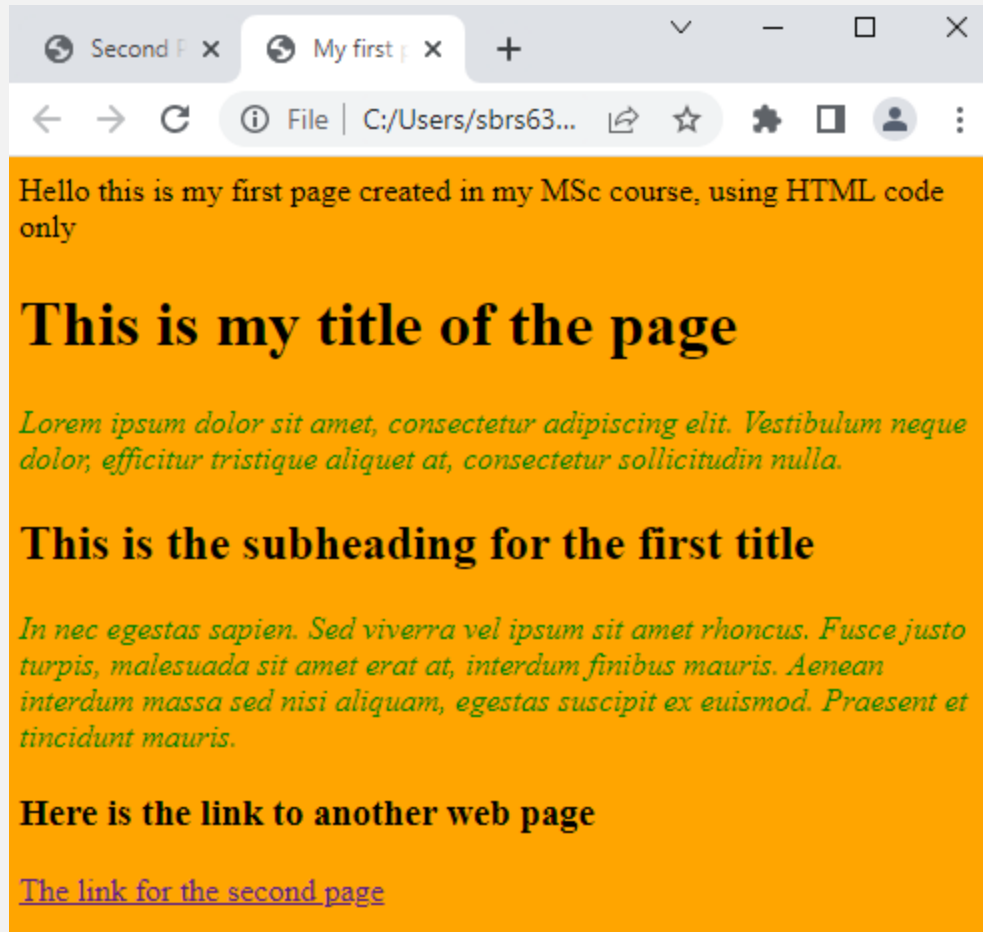 Second P
My first p
File
C:/Users/sbrs63...
Hello this is my first page created in my MSc course, using HTML code
only
This is my title of the page
Lorem ipsum dolor sit amet, consectetur adipiscing elit. Vestibulum neque
dolor, efficitur tristique aliquet at, consectetur sollicitudin nulla.
This is the subheading for the first title
In nec egestas sapien. Sed viverra vel ipsum sit amet rhoncus. Fusce justo
turpis, malesuada sit amet erat at, interdum finibus mauris. Aenean
interdum massa sed nisi aliquam, egestas suscipit ex euismod. Praesent et
tincidunt mauris.
Here is the link to another web page
The link for the second page